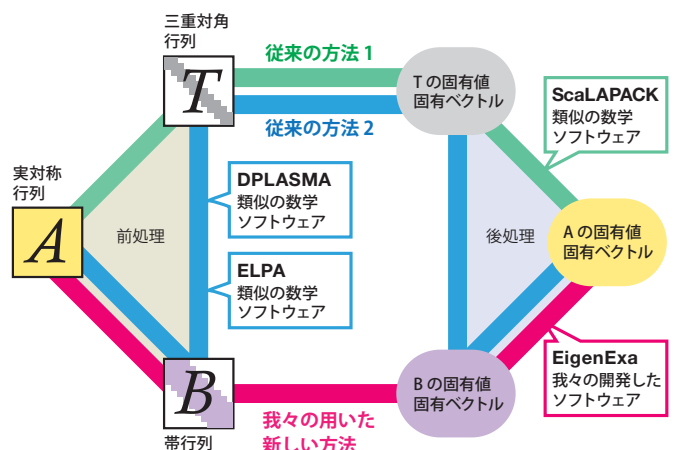 三重対角
行列
T
従来の方法 1
従来の方法 2
T の固有値
固有ベクトル
ScaLAPACK
類似の数学
ソフトウェア
実対称
行列
A
前処理
DPLASMA
類似の数学
ソフトウェア
ELPA
類似の数学
ソフトウェア
後処理
A の固有値
固有ベクトル
B
帯行列
我々の用いた
新しい方法
B の固有値
固有ベクトル
EigenExa
我々の開発した
ソフトウェア